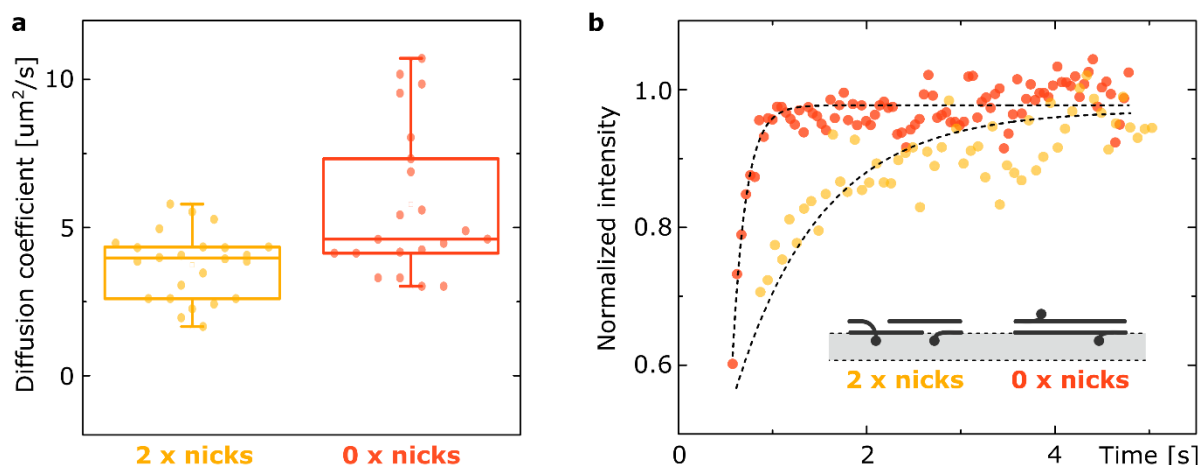 a
Diffusion coefficient [um²/s]
10
5
0
2 x nicks
0 x nicks
b
Normalized intensity
1.0
0.8
0.6
2 x nicks
0 x nicks
0
2
4
Time [s]